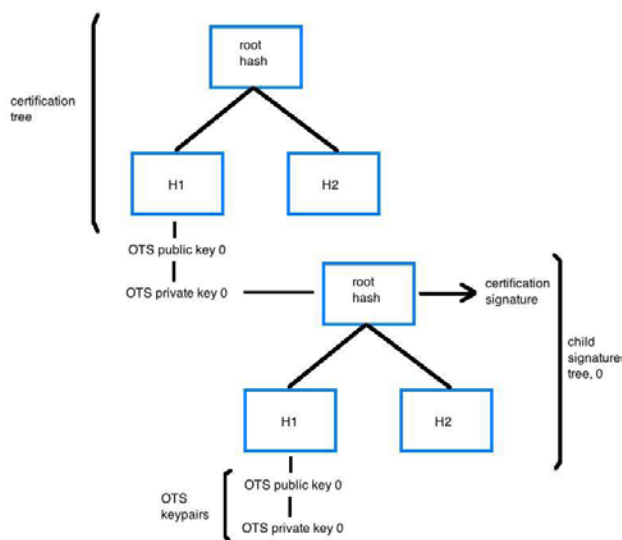 root
hash
certification
tree
H1
H2
OTS public key 0
OTS private key 0
root
hash
certification
signature
child
signature
tree, 0
H1
H2
OTS
keypairs
OTS public key 0
OTS private key 0